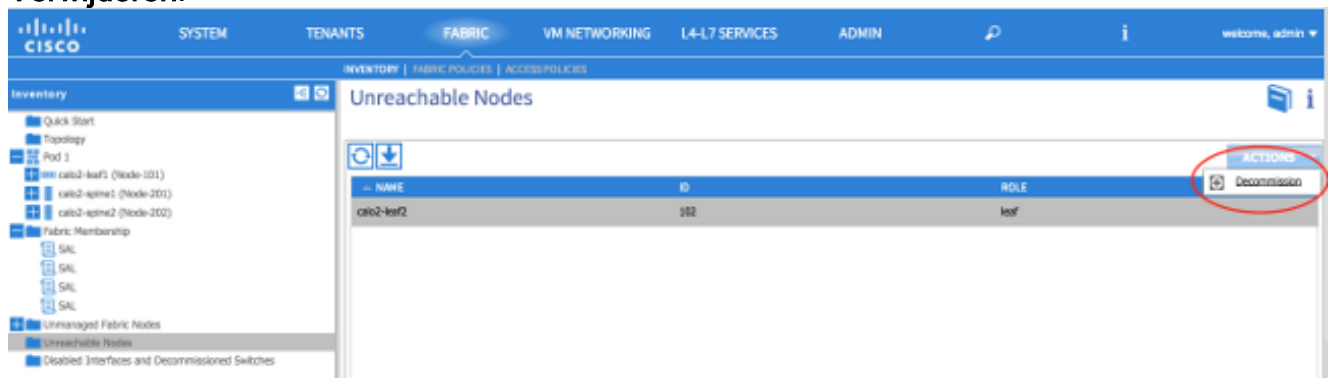 CISCO
SYSTEM TENANTS FABRIC VM NETWORKING L4-L7 SERVICES ADMIN i welcome, admin
INVENTORY | FABRIC POLICIES | ACCESS POLICIES
Inventory
Quick Start
Topology
Pod 1
calo2-leaf1 (Node-101)
calo2-spine1 (Node-201)
calo2-spine2 (Node-202)
Fabric Membership
SAL
SAL
SAL
SAL
Unmanaged Fabric Nodes
Unreachable Nodes
Disabled Interfaces and Decommissioned Switches
Unreachable Nodes
i
ACTIONS
Decommission
NAME ID ROLE
calo2-leaf2 102 leaf